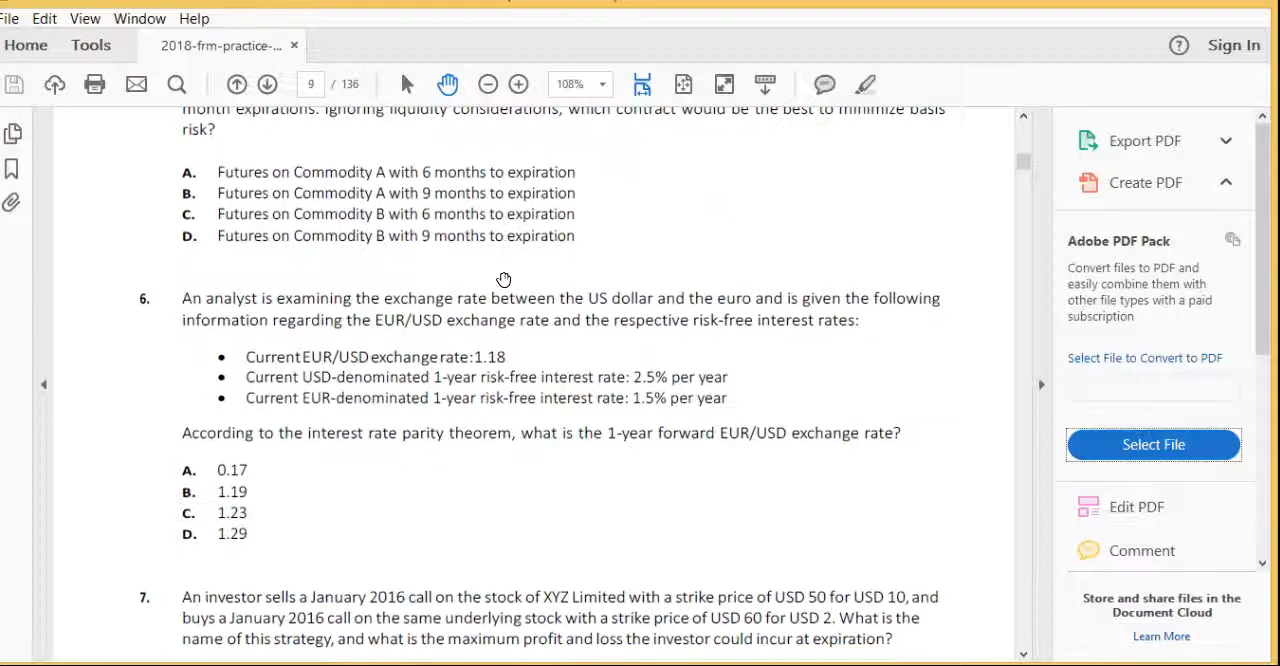 File Edit View Window Help
Home Tools 2018-frm-practice-... × Sign In
9 / 136 108%
month expirations. Ignoring liquidity considerations, which contract would be the best to minimize basis
risk?
A. Futures on Commodity A with 6 months to expiration
B. Futures on Commodity A with 9 months to expiration
C. Futures on Commodity B with 6 months to expiration
D. Futures on Commodity B with 9 months to expiration
6. An analyst is examining the exchange rate between the US dollar and the euro and is given the following
information regarding the EUR/USD exchange rate and the respective risk-free interest rates:
• Current EUR/USD exchange rate: 1.18
• Current USD-denominated 1-year risk-free interest rate: 2.5% per year
• Current EUR-denominated 1-year risk-free interest rate: 1.5% per year
According to the interest rate parity theorem, what is the 1-year forward EUR/USD exchange rate?
A. 0.17
B. 1.19
C. 1.23
D. 1.29
7. An investor sells a January 2016 call on the stock of XYZ Limited with a strike price of USD 50 for USD 10, and
buys a January 2016 call on the same underlying stock with a strike price of USD 60 for USD 2. What is the
name of this strategy, and what is the maximum profit and loss the investor could incur at expiration?
Export PDF
Create PDF
Adobe PDF Pack
Convert files to PDF and
easily combine them with
other file types with a paid
subscription
Select File to Convert to PDF
Select File
Edit PDF
Comment
Store and share files in the
Document Cloud
Learn More